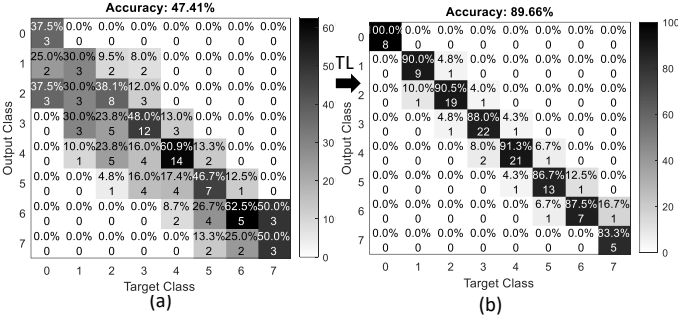 Accuracy: 47.41%
0 37.5% 0.0% 0.0% 0.0% 0.0% 0.0% 0.0% 0.0%
3 0 0 0 0 0 0 0
1 25.0% 30.0% 9.5% 8.0% 0.0% 0.0% 0.0% 0.0%
2 3 2 2 0 0 0 0
2 37.5% 30.0% 38.1% 12.0% 0.0% 0.0% 0.0% 0.0%
3 3 8 3 0 0 0 0
3 0.0% 30.0% 23.8% 48.0% 13.0% 0.0% 0.0% 0.0%
0 3 5 12 3 0 0 0
4 0.0% 10.0% 23.8% 16.0% 60.9% 13.3% 0.0% 0.0%
0 1 5 4 14 2 0 0
5 0.0% 0.0% 4.8% 16.0% 17.4% 46.7% 12.5% 0.0%
0 0 1 4 4 7 1 0
6 0.0% 0.0% 0.0% 0.0% 8.7% 26.7% 62.5% 50.0%
0 0 0 0 2 4 5 3
7 0.0% 0.0% 0.0% 0.0% 0.0% 13.3% 25.0% 50.0%
0 0 0 0 0 2 2 3
0 1 2 3 4 5 6 7
Output Class
Target Class
60
50
40
30
20
10
0
(a)
TL
Accuracy: 89.66%
0 100.0% 0.0% 0.0% 0.0% 0.0% 0.0% 0.0% 0.0%
8 0 0 0 0 0 0 0
1 0.0% 90.0% 4.8% 0.0% 0.0% 0.0% 0.0% 0.0%
0 9 1 0 0 0 0 0
2 0.0% 10.0% 90.5% 4.0% 0.0% 0.0% 0.0% 0.0%
0 1 19 1 0 0 0 0
3 0.0% 0.0% 4.8% 88.0% 4.3% 0.0% 0.0% 0.0%
0 0 1 22 1 0 0 0
4 0.0% 0.0% 0.0% 8.0% 91.3% 6.7% 0.0% 0.0%
0 0 0 2 21 1 0 0
5 0.0% 0.0% 0.0% 0.0% 4.3% 86.7% 12.5% 0.0%
0 0 0 0 1 13 1 0
6 0.0% 0.0% 0.0% 0.0% 0.0% 6.7% 87.5% 16.7%
0 0 0 0 0 1 7 1
7 0.0% 0.0% 0.0% 0.0% 0.0% 0.0% 0.0% 83.3%
0 0 0 0 0 0 0 5
0 1 2 3 4 5 6 7
Output Class
Target Class
100
80
60
40
20
0
(b)